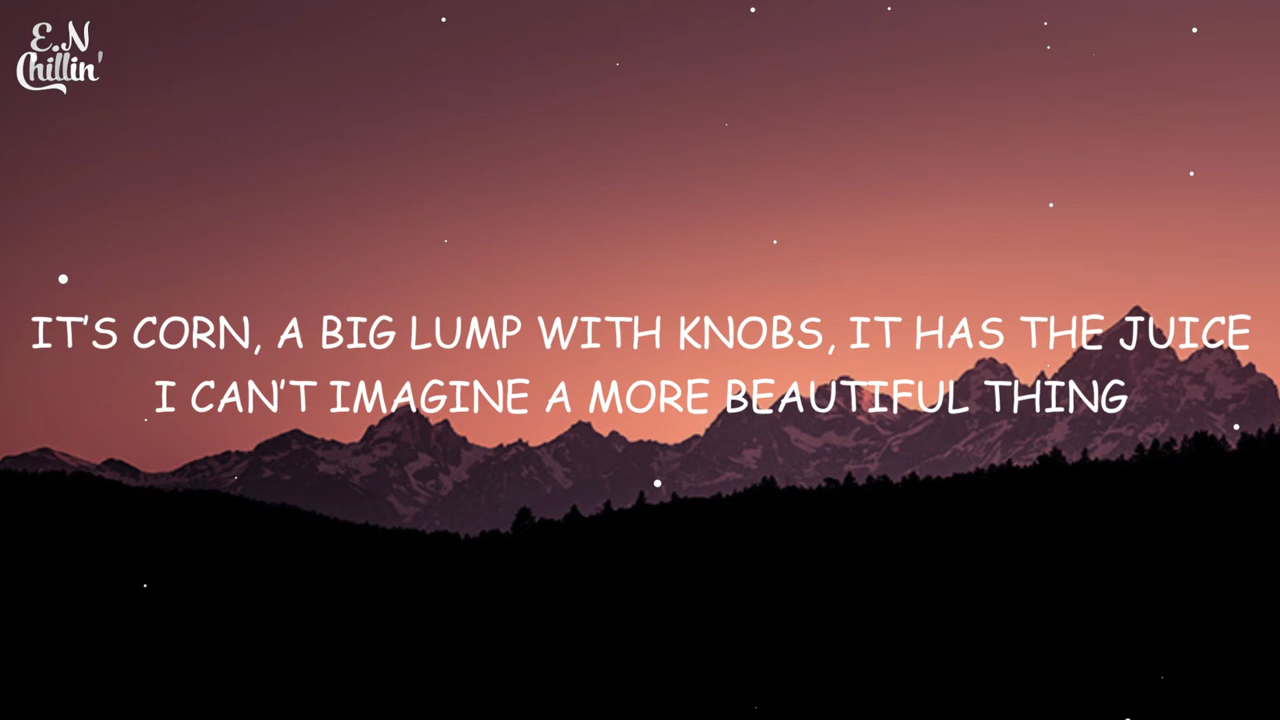 E.N
Chillin'
IT'S CORN, A BIG LUMP WITH KNOBS, IT HAS THE JUICE
I CAN'T IMAGINE A MORE BEAUTIFUL THING